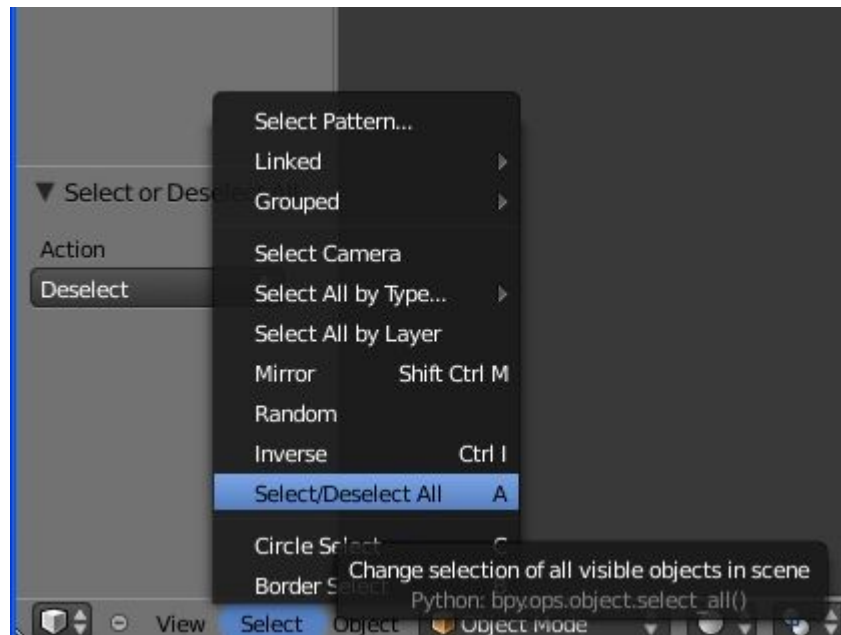 Select Pattern...
Linked
Select or Des
Grouped
Action
Select Camera
Deselect
Select All by Type...
Select All by Layer
Mirror Shift Ctrl M
Random
Inverse Ctrl I
Select/Deselect All A
Circle Select C
Change selection of all visible objects in scene
Border S
Python: bpy.ops.object.select_all()
View Select Object Object Mode